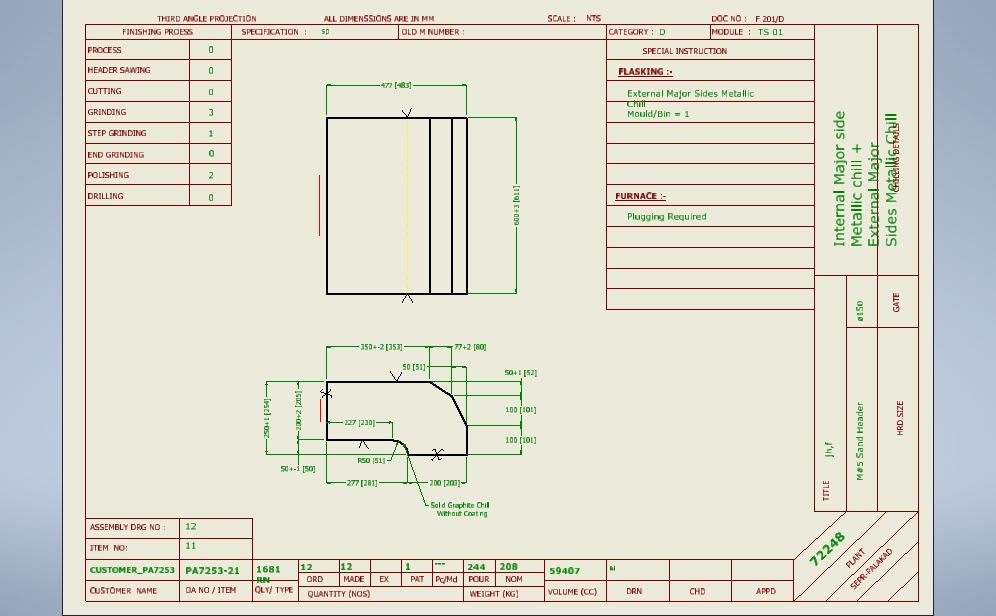 THIRD ANGLE PROJECTION ALL DIMENSSIONS ARE IN MM SCALE : NTS DOC NO : F 201/D
FINISHING PROESS SPECIFICATION : sp OLD M NUMBER : CATEGORY : D MODULE : TS 01
PROCESS 0
HEADER SAWING 0
CUTTING 0
GRINDING 3
STEP GRINDING 1
END GRINDING 0
POLISHING 2
DRILLING 0
SPECIAL INSTRUCTION
FLASKING :-
External Major Sides Metallic
Chill
Mould/Bin = 1
FURNACE :-
Plugging Required
Internal Major side
Metallic chill +
External Major
Sides Metallic Chill
CHILLING DETAILS
ø150
GATE
TITLE
jh,f
M#5 Sand Header
HRD.SIZE
477 [483]
600+3 [611]
350+-2 [353]
77+2 [80]
50 [51]
50+1 [52]
100 [101]
100 [101]
250+1 [254]
200+2 [205]
227 [230]
R50 [51]
50+-1 [50]
277 [281]
200 [203]
Solid Graphite Chill
Without Coating
ASSEMBLY DRG NO : 12
ITEM NO: 11
CUSTOMER_PA7253 PA7253-21 1681
RN
CUSTOMER NAME OA NO / ITEM QLY/ TYPE
12 12 1 --- 244 208
ORD MADE EX PAT Pc/Md POUR NOM
QUANTITY (NOS) WEIGHT (KG)
59407
VOLUME (CC)
DRN CHD APPD
72248
PLANT
SEPR-PALAKAD